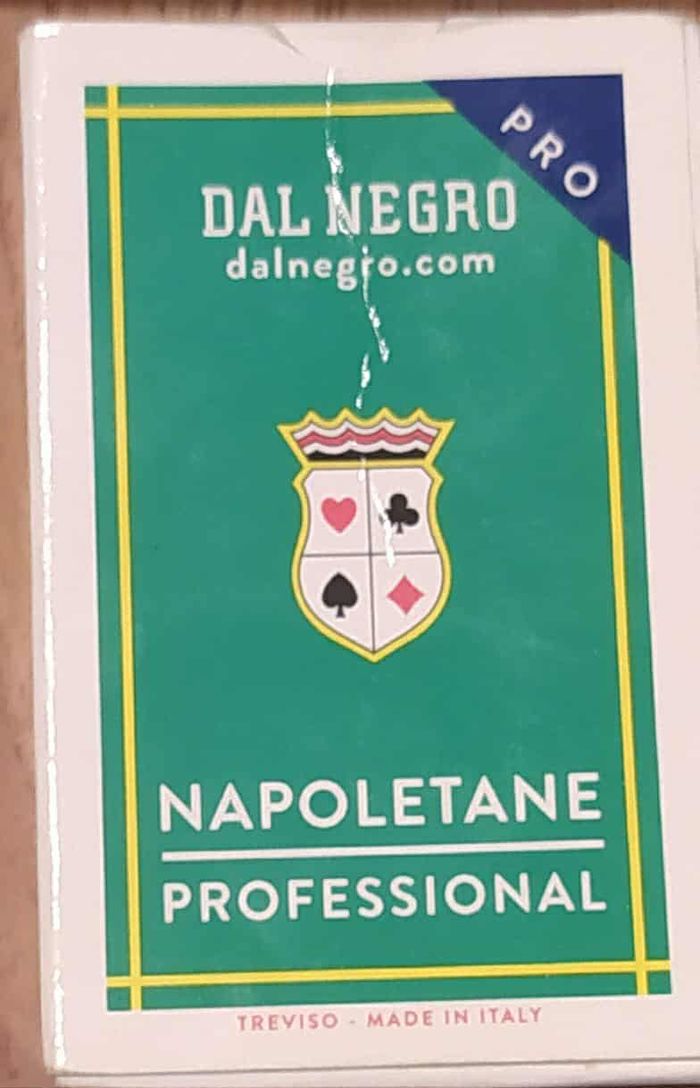 PRO
DAL NEGRO
dalnegro.com
NAPOLETANE
PROFESSIONAL
TREVISO - MADE IN ITALY